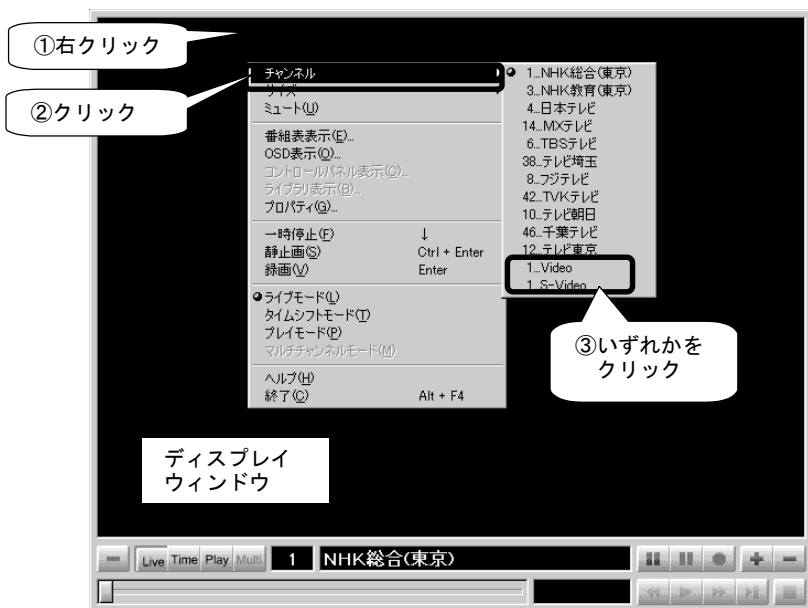 ①右クリック
②クリック
チャンネル
サイズ
ミュート(U)
番組表表示(E)...
OSD表示(O)...
コントロールパネル表示(C)...
ライブラリ表示(B)...
プロパティ(G)...
一時停止(F) ↓
静止画(S) Ctrl + Enter
録画(V) Enter
ライブモード(L)
タイムシフトモード(T)
プレイモード(P)
マルチチャンネルモード(M)
ヘルプ(H)
終了(C) Alt + F4
1...NHK総合(東京)
3...NHK教育(東京)
4...日本テレビ
14...MXテレビ
6...TBSテレビ
38...テレビ埼玉
8...フジテレビ
42...TVKテレビ
10...テレビ朝日
46...千葉テレビ
12...テレビ東京
1...Video
1...S-Video
③いずれかを
クリック
ディスプレイ
ウィンドウ
Live Time Play Multi 1 NHK総合(東京)